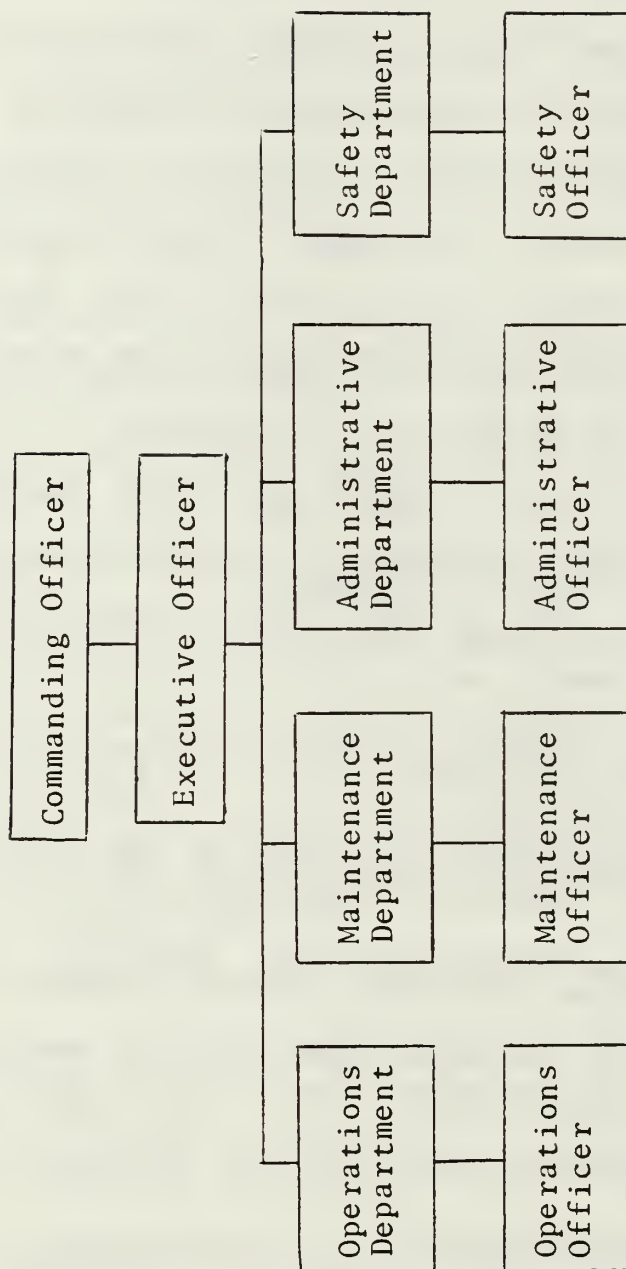 Commanding Officer
Executive Officer
Operations
Department
Maintenance
Department
Administrative
Department
Safety
Department
Operations
Officer
Maintenance
Officer
Administrative
Officer
Safety
Officer